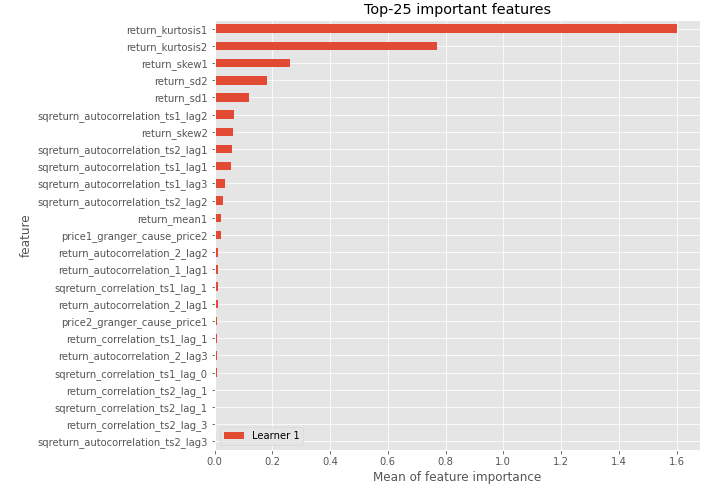 Top-25 important features
return_kurtosis1
return_kurtosis2
return_skew1
return_sd2
return_sd1
sqreturn_autocorrelation_ts1_lag2
return_skew2
sqreturn_autocorrelation_ts2_lag1
sqreturn_autocorrelation_ts1_lag1
sqreturn_autocorrelation_ts1_lag3
sqreturn_autocorrelation_ts2_lag2
return_mean1
price1_granger_cause_price2
return_autocorrelation_2_lag2
return_autocorrelation_1_lag1
sqreturn_correlation_ts1_lag_1
return_autocorrelation_2_lag1
price2_granger_cause_price1
return_correlation_ts1_lag_1
return_autocorrelation_2_lag3
sqreturn_correlation_ts1_lag_0
return_correlation_ts2_lag_1
sqreturn_correlation_ts2_lag_1
return_correlation_ts2_lag_3
sqreturn_autocorrelation_ts2_lag3
feature
Learner 1
0.0 0.2 0.4 0.6 0.8 1.0 1.2 1.4 1.6
Mean of feature importance